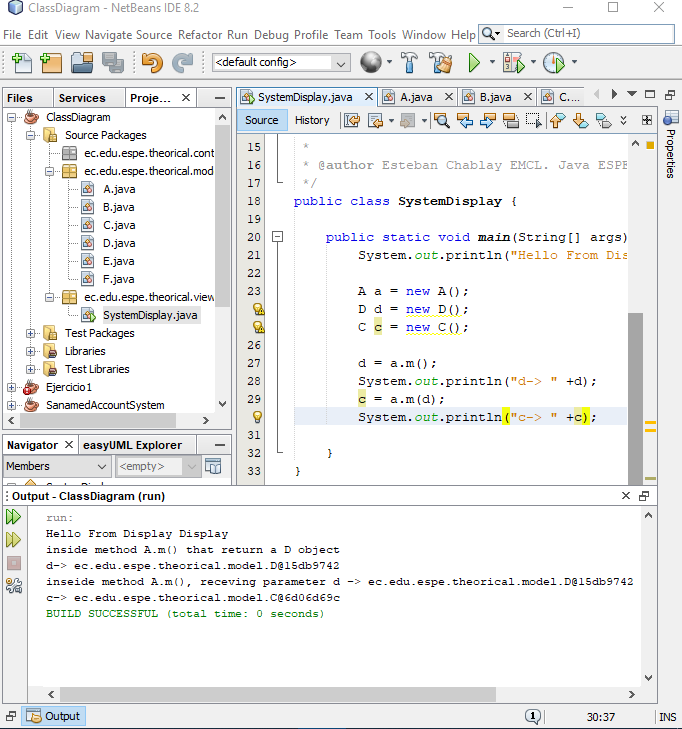 ClassDiagram - NetBeans IDE 8.2
File Edit View Navigate Source Refactor Run Debug Profile Team Tools Window Help
Search (Ctrl+I)
<default config>
Files Services Proje...
ClassDiagram
Source Packages
ec.edu.espe.theorical.cont
ec.edu.espe.theorical.mod
A.java
B.java
C.java
D.java
E.java
F.java
ec.edu.espe.theorical.view
SystemDisplay.java
Test Packages
Libraries
Test Libraries
Ejercicio1
SanamedAccountSystem
Navigator easyUML Explorer
Members <empty>
SystemDisplay.java A.java B.java C....
Source History
15 *
16 * @author Esteban Chablay EMCL. Java ESPE
17 */
18 public class SystemDisplay {
19
20 public static void main(String[] args)
21 System.out.println("Hello From Dis
22
23 A a = new A();
D d = new D();
C c = new C();
26
27 d = a.m();
28 System.out.println("d-> " +d);
29 c = a.m(d);
System.out.println("c-> " +c);
31
32 }
33 }
Properties
Output - ClassDiagram (run)
run:
Hello From Display Display
inside method A.m() that return a D object
d-> ec.edu.espe.theorical.model.D@15db9742
inseide method A.m(), receving parameter d -> ec.edu.espe.theorical.model.D@15db9742
c-> ec.edu.espe.theorical.model.C@6d06d69c
BUILD SUCCESSFUL (total time: 0 seconds)
Output
1
30:37
INS